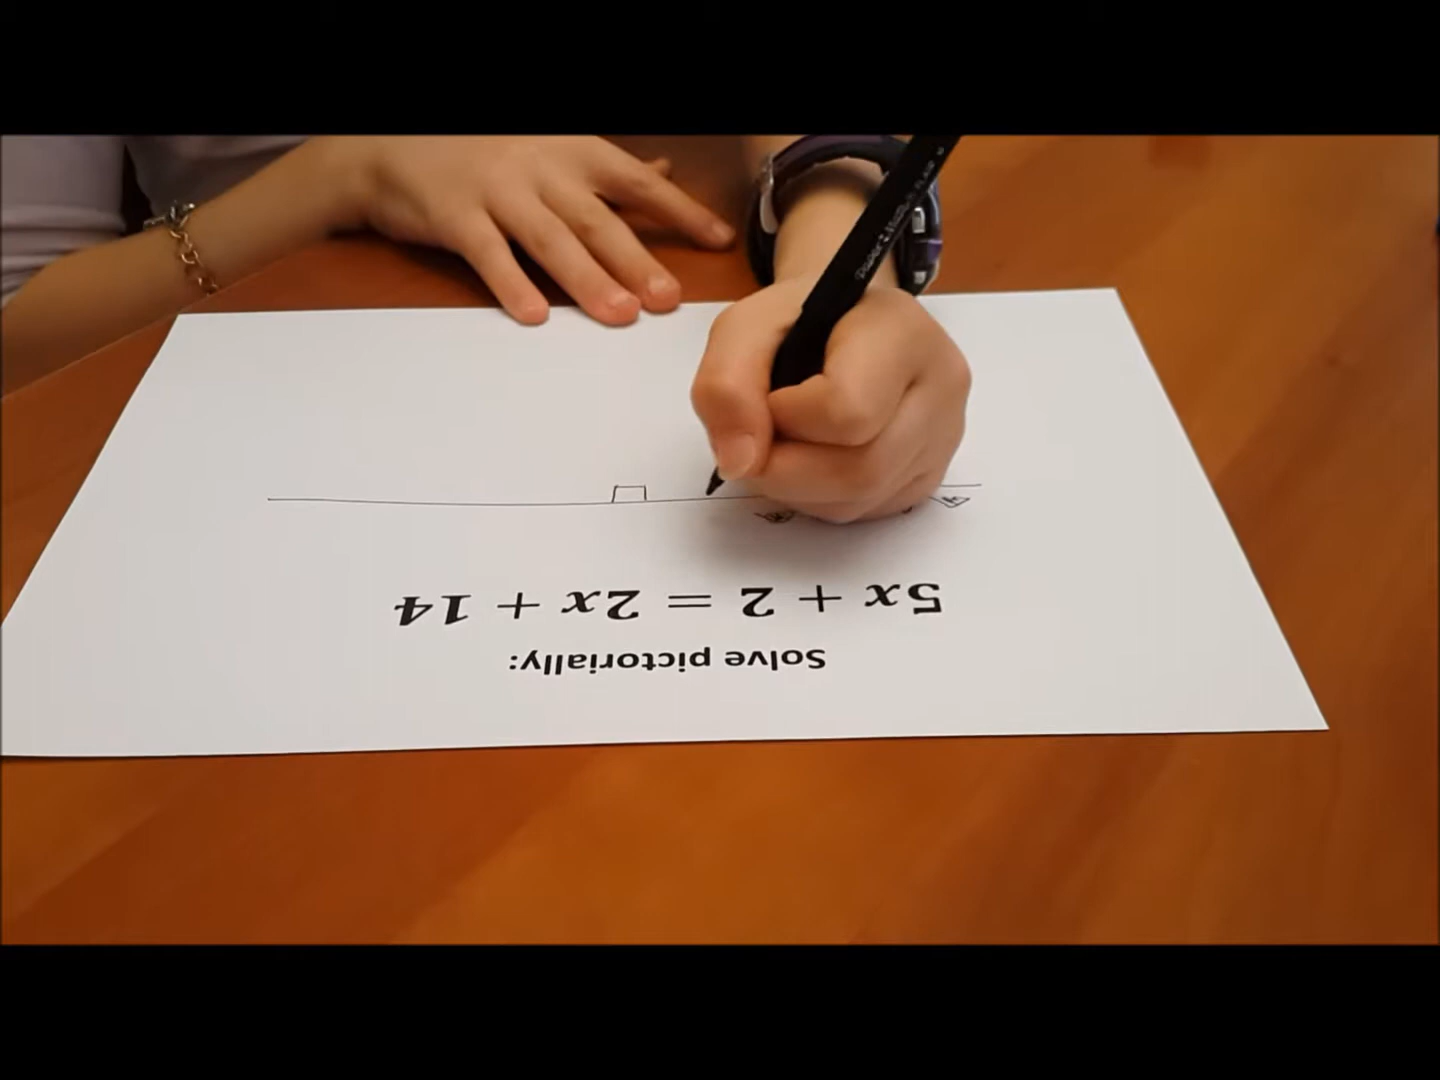 Solve pictorially:
5x + 2 = 2x + 14